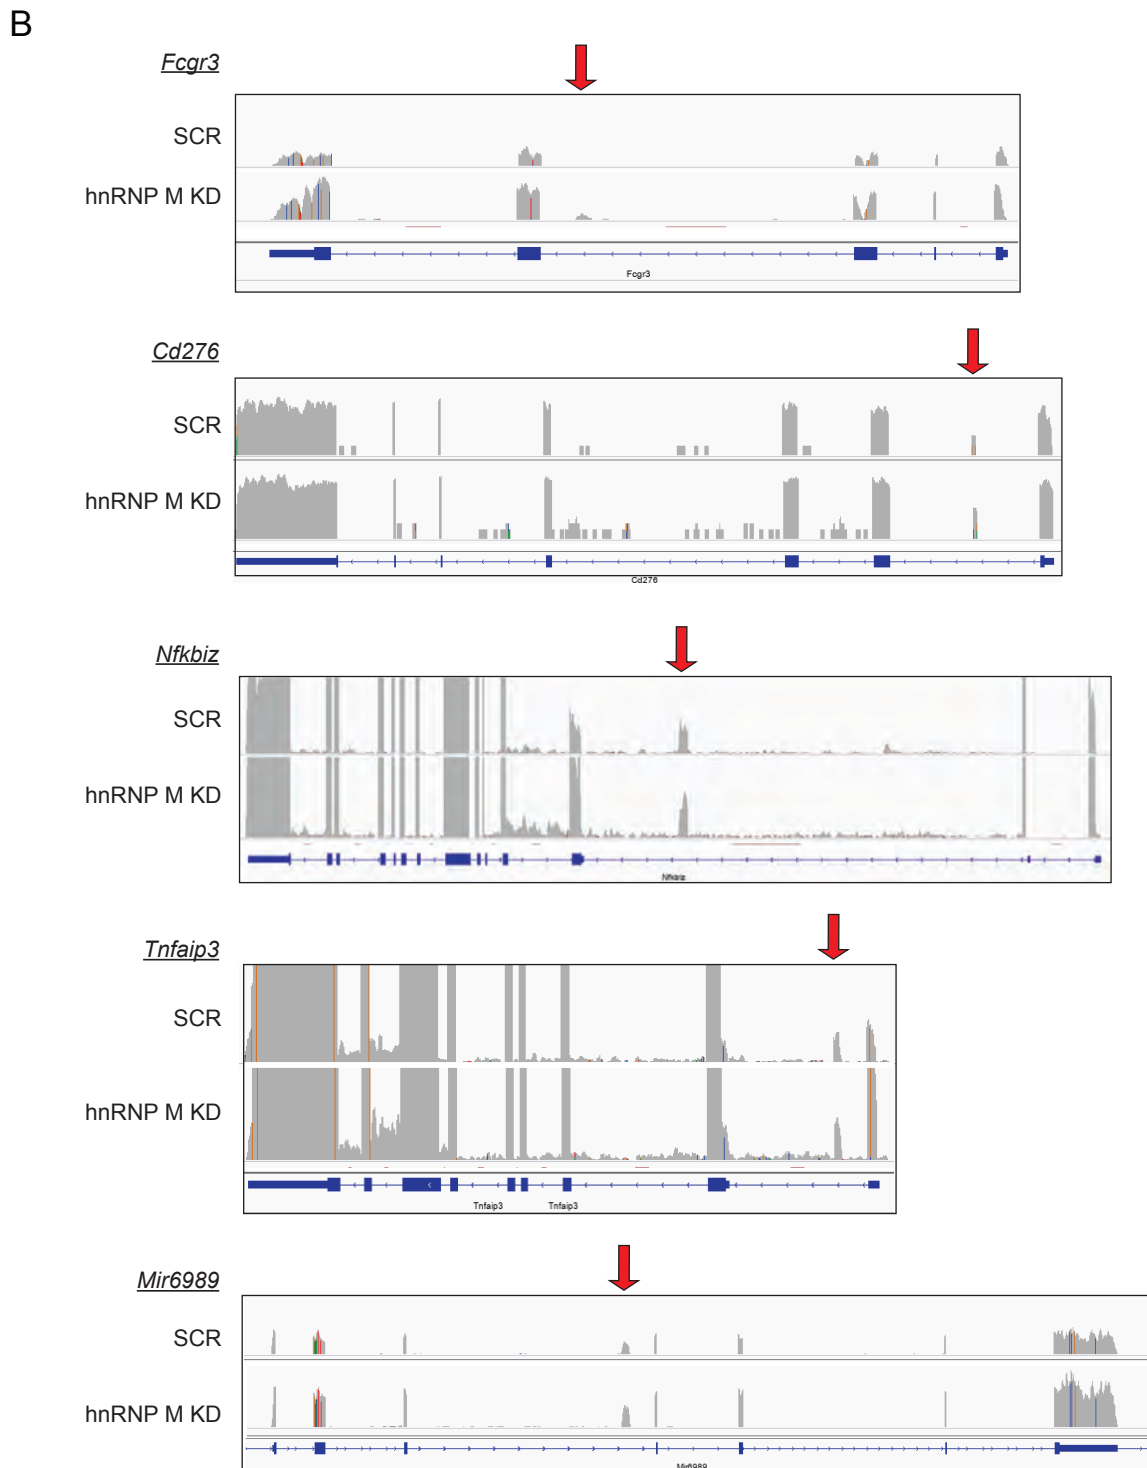 B
Fcgr3
SCR
hnRNP M KD
Fcgr3
Cd276
SCR
hnRNP M KD
Cd276
Nfkbiz
SCR
hnRNP M KD
Nfkbiz
Tnfaip3
SCR
hnRNP M KD
Tnfaip3 Tnfaip3
Mir6989
SCR
hnRNP M KD
Mir6989